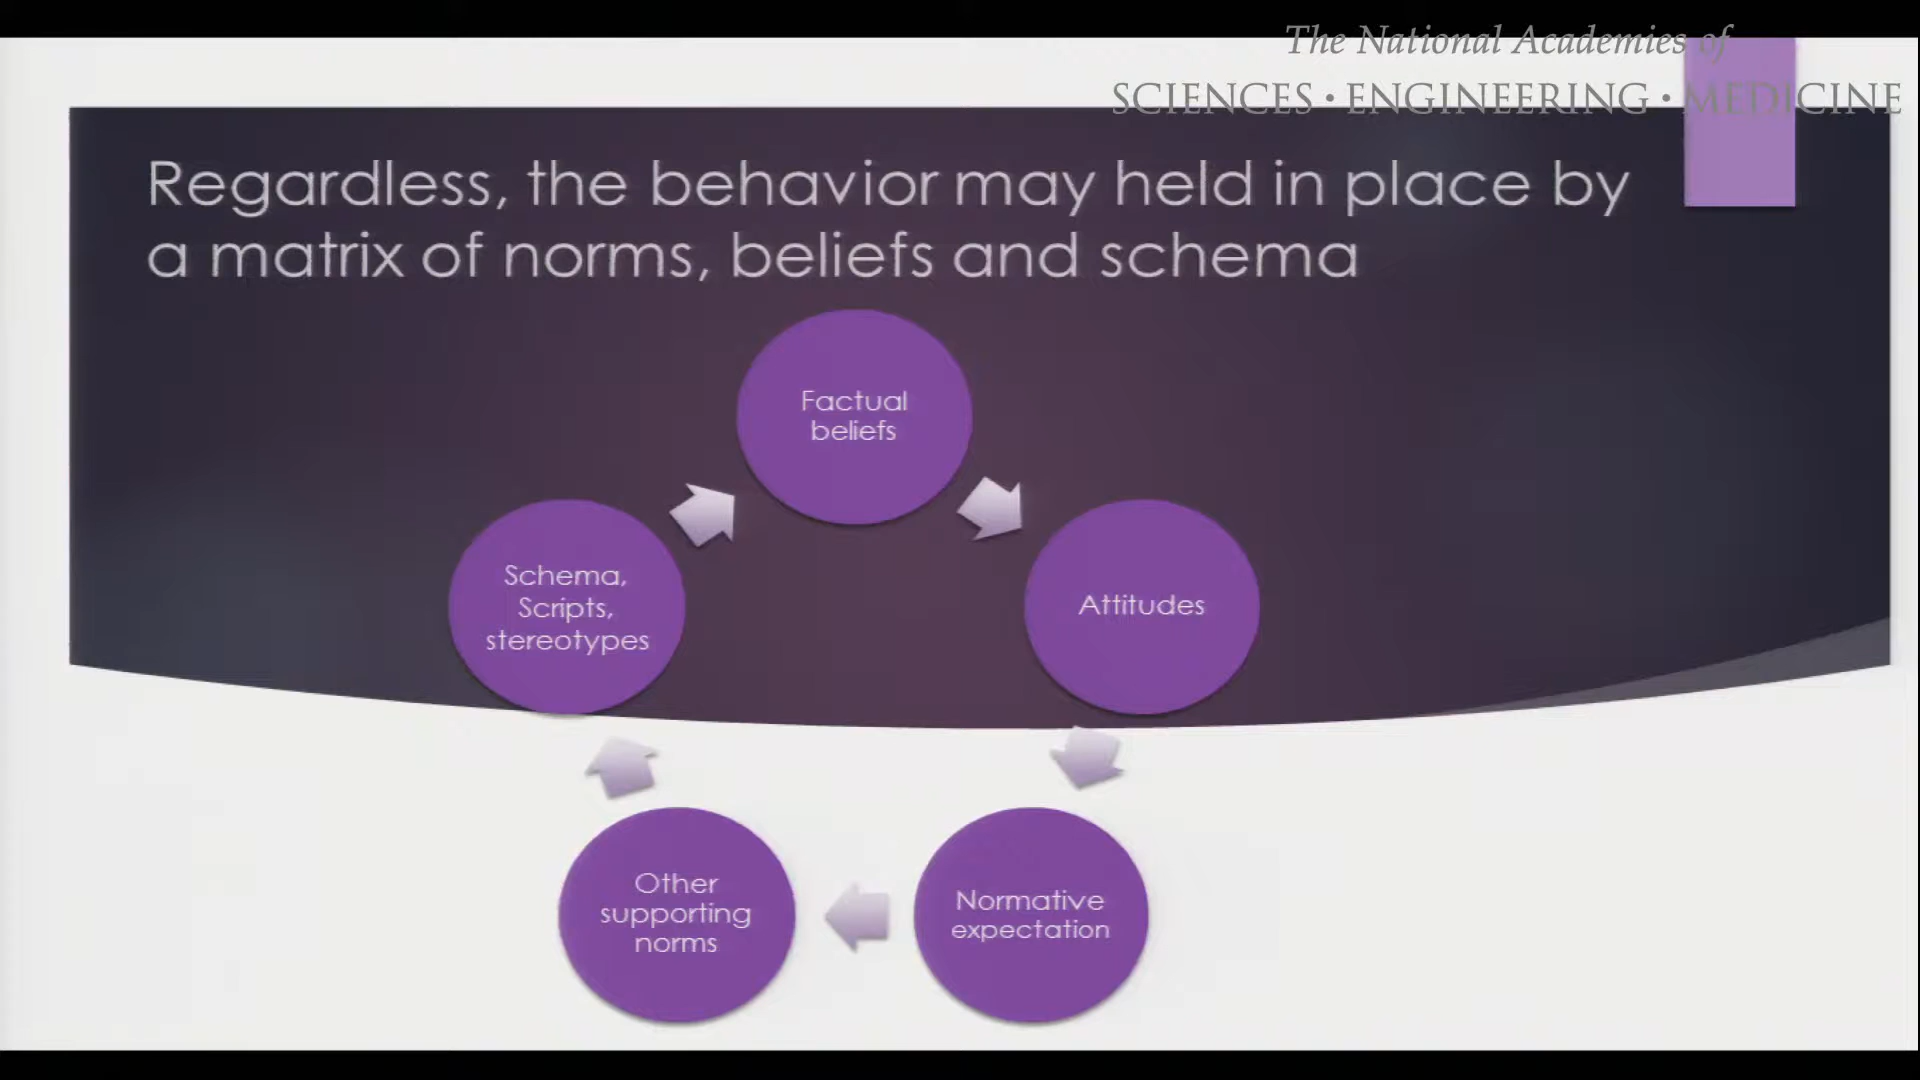 The National Academies of
SCIENCES • ENGINEERING • MEDICINE
Regardless, the behavior may held in place by
a matrix of norms, beliefs and schema
Factual
beliefs
Schema,
Scripts,
stereotypes
Attitudes
Other
supporting
norms
Normative
expectation